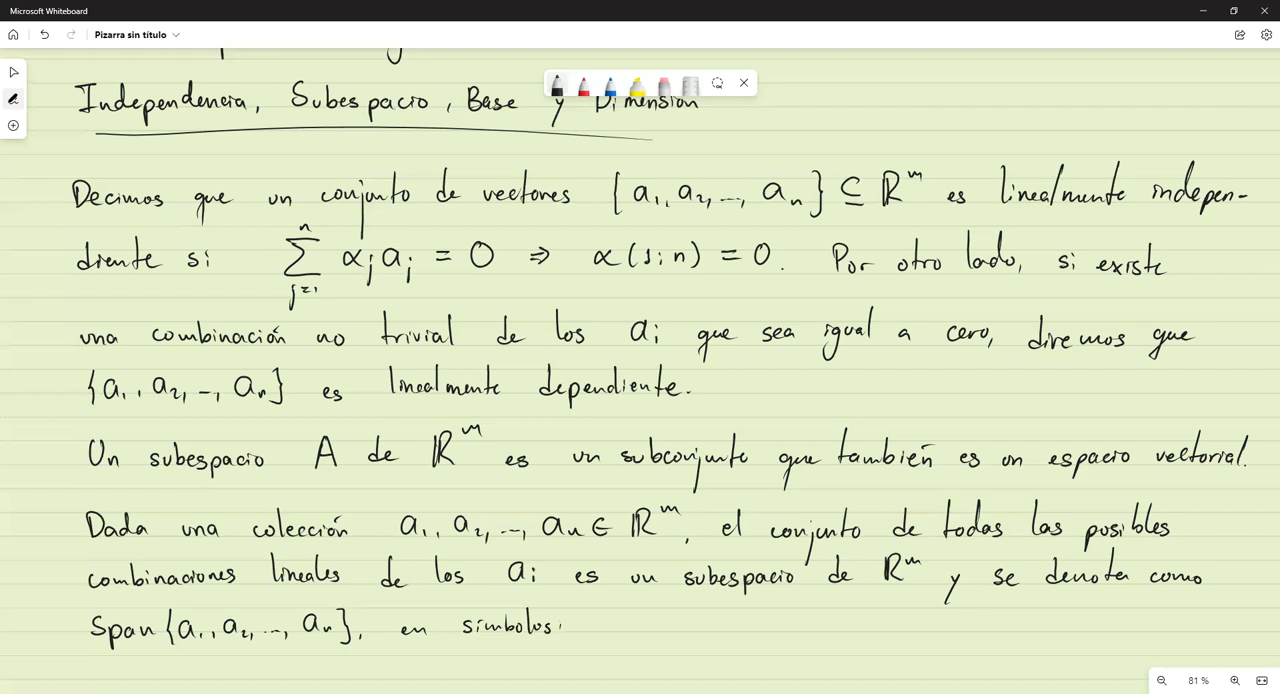 Microsoft Whiteboard
Pizarra sin título
Independencia, Subespacio, Base y Dimensión
Decimos que un conjunto de vectores {a₁, a₂, ..., aₙ} ⊆ ℝᵐ es linealmente indepen-
diente si ∑ⱼ₌₁ⁿ αⱼaⱼ = 0 ⇒ α(1:n) = 0. Por otro lado, si existe
una combinación no trivial de los aᵢ que sea igual a cero, diremos que
{a₁, a₂, ..., aₙ} es linealmente dependiente.
Un subespacio A de ℝᵐ es un subconjunto que también es un espacio vectorial.
Dada una colección a₁, a₂, ..., aₙ ∈ ℝᵐ, el conjunto de todas las posibles
combinaciones lineales de los aᵢ es un subespacio de ℝᵐ y se denota como
Span{a₁, a₂, ..., aₙ}, en símbolos:
81 %